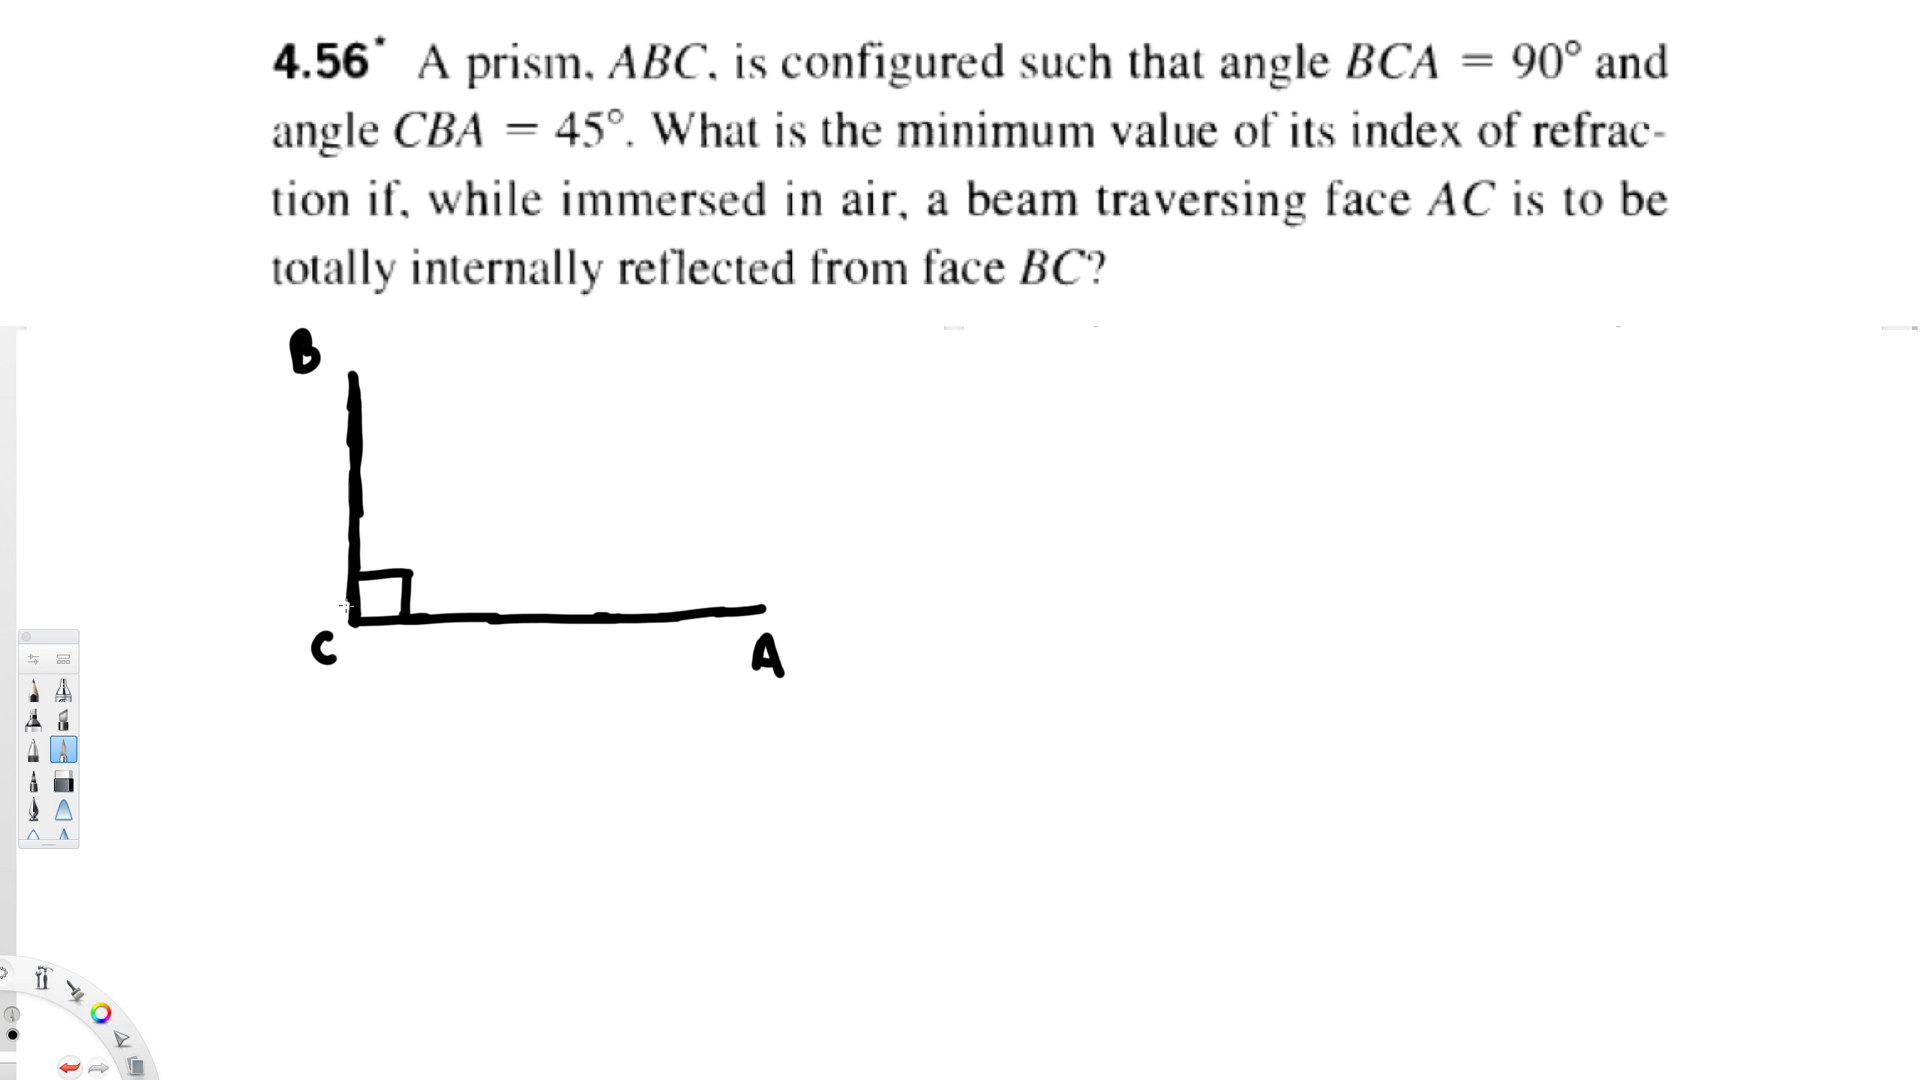 4.56* A prism, ABC, is configured such that angle BCA = 90° and
angle CBA = 45°. What is the minimum value of its index of refrac-
tion if, while immersed in air, a beam traversing face AC is to be
totally internally reflected from face BC?
B
C
A